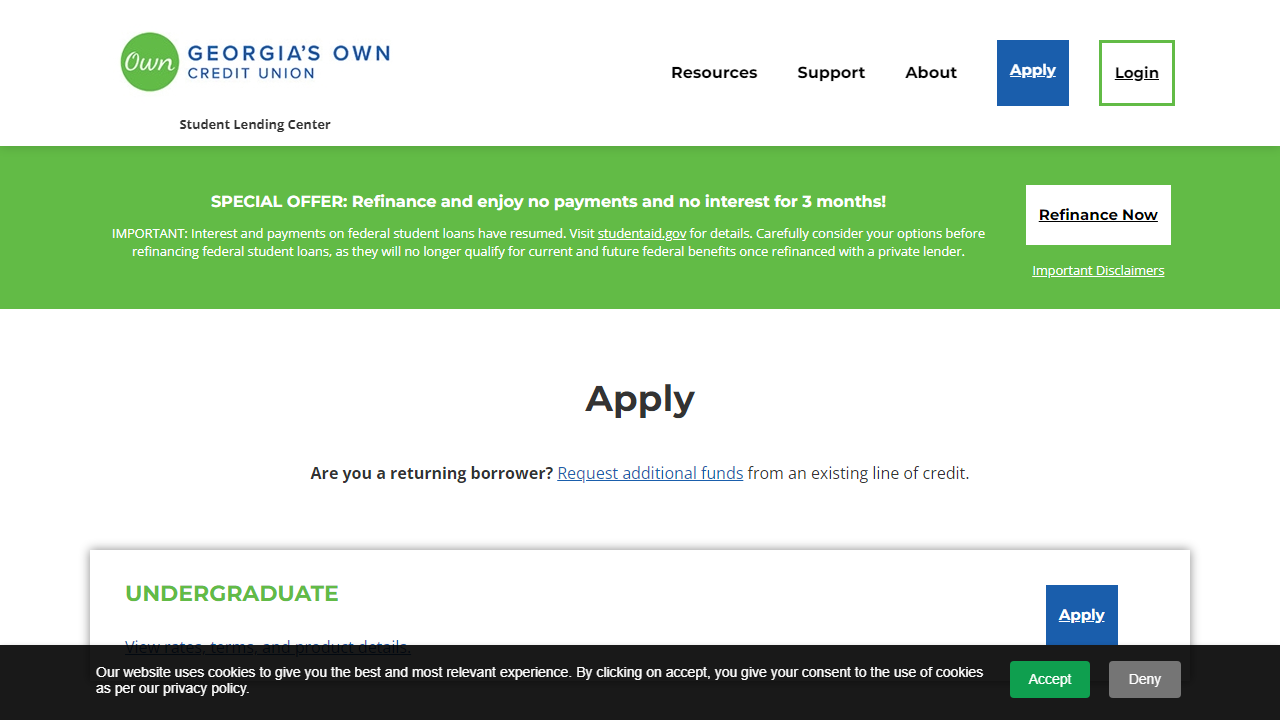 Own GEORGIA'S OWN
CREDIT UNION
Student Lending Center
Resources Support About Apply Login
SPECIAL OFFER: Refinance and enjoy no payments and no interest for 3 months!
IMPORTANT: Interest and payments on federal student loans have resumed. Visit studentaid.gov for details. Carefully consider your options before
refinancing federal student loans, as they will no longer qualify for current and future federal benefits once refinanced with a private lender.
Refinance Now
Important Disclaimers
Apply
Are you a returning borrower? Request additional funds from an existing line of credit.
UNDERGRADUATE
Apply
View rates, terms, and product details.
Our website uses cookies to give you the best and most relevant experience. By clicking on accept, you give your consent to the use of cookies
as per our privacy policy.
Accept
Deny